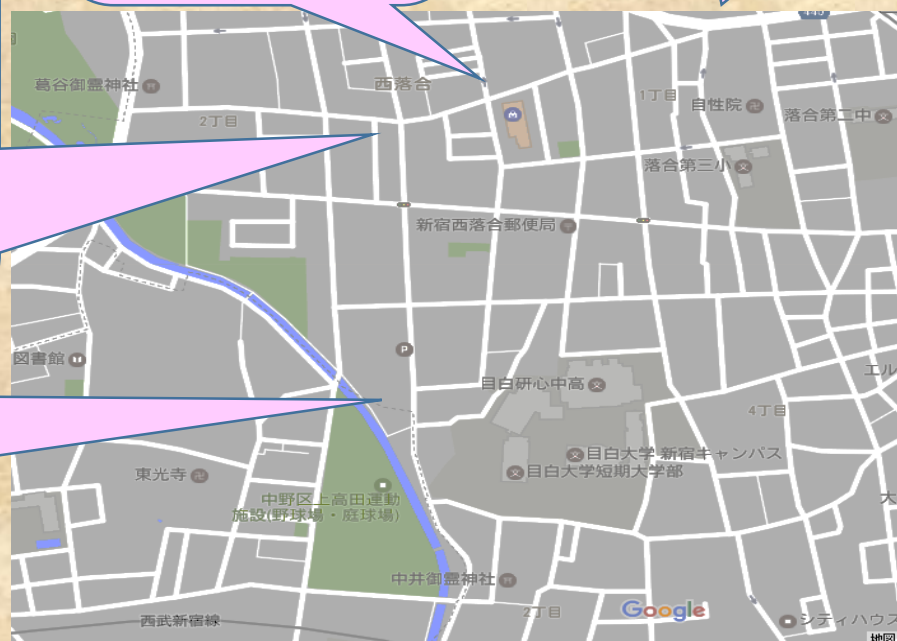 葛谷御霊神社
西落合
2丁目
1丁目
自性院
落合第二中
落合第三小
新宿西落合郵便局
図書館
P
エル
目白研心中高
4丁目
目白大学 新宿キャンパス
目白大学短期大学部
東光寺
大
中野区上高田運動
施設(野球場・庭球場)
中井御霊神社
2丁目
Google
西武新宿線
シティハウス
地図